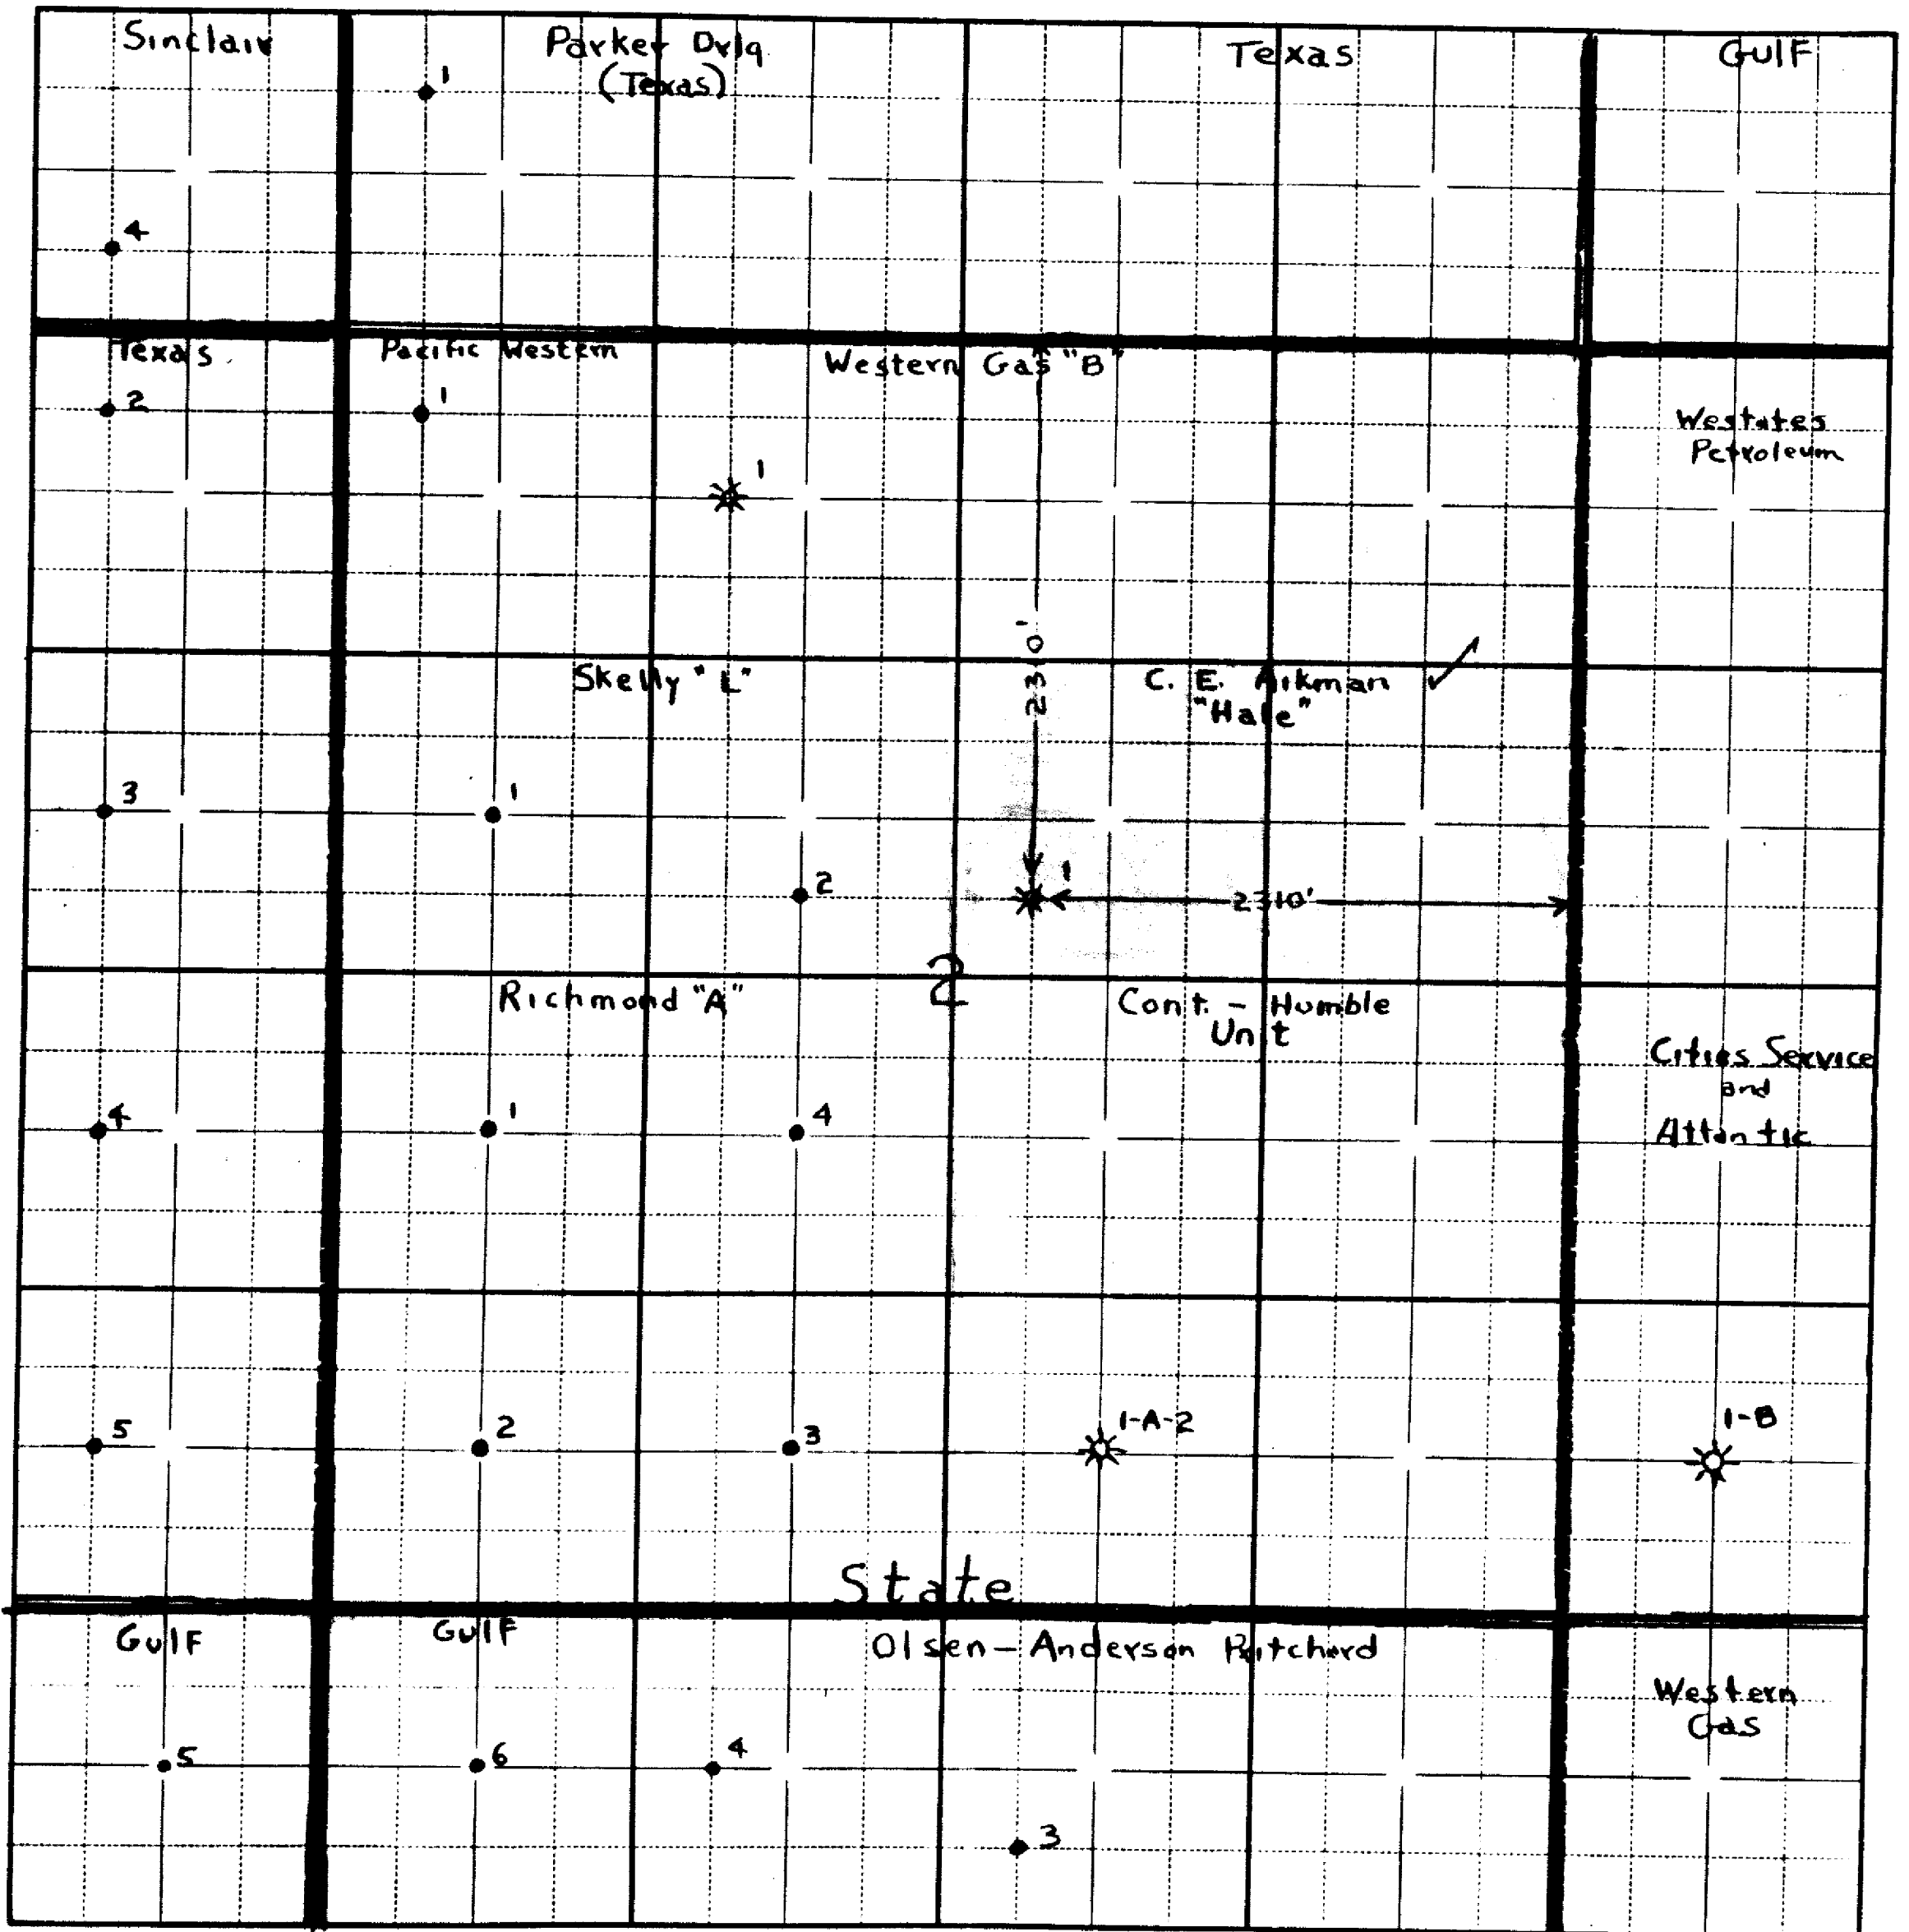 Sinclair
Parker Drlg.
(Texas)
Texas
Gulf
1
4
Texas
Pacific Western
Western Gas "B"
2
1
1
Westates
Petroleum
2310'
Skelly "L"
C. E. Aikman
"Hale"
3
1
2
1
2310'
2
Richmond "A"
Cont. - Humble
Unit
Cities Service
and
Atlantic
4
1
4
5
2
3
1-A-2
1-B
State
Gulf
Gulf
Olsen - Anderson Pritchard
Western
Gas
5
6
4
3